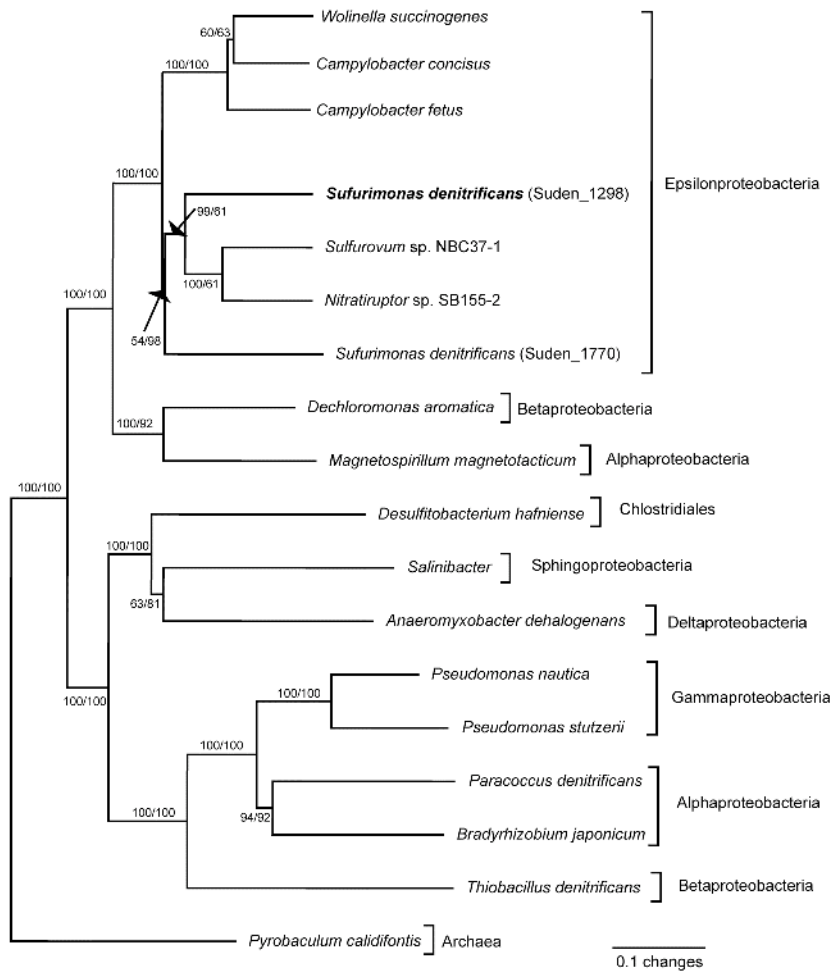 Wolinella succinogenes
60/63
Campylobacter concisus
100/100
Campylobacter fetus
100/100
Epsilonproteobacteria
Sufurimonas denitrificans (Suden_1298)
99/61
Sulfurovum sp. NBC37-1
100/61
100/100
Nitratiruptor sp. SB155-2
54/98
Sufurimonas denitrificans (Suden_1770)
Dechloromonas aromatica Betaproteobacteria
100/92
Magnetospirillum magnetotacticum Alphaproteobacteria
100/100
Desulfitobacterium hafniense Chlostridiales
100/100
Salinibacter Sphingoproteobacteria
63/81
Anaeromyxobacter dehalogenans Deltaproteobacteria
Pseudomonas nautica
100/100
100/100
Gammaproteobacteria
Pseudomonas stutzerii
100/100
Paracoccus denitrificans
Alphaproteobacteria
100/100
94/92
Bradyrhizobium japonicum
Thiobacillus denitrificans Betaproteobacteria
Pyrobaculum calidifontis Archaea
0.1 changes